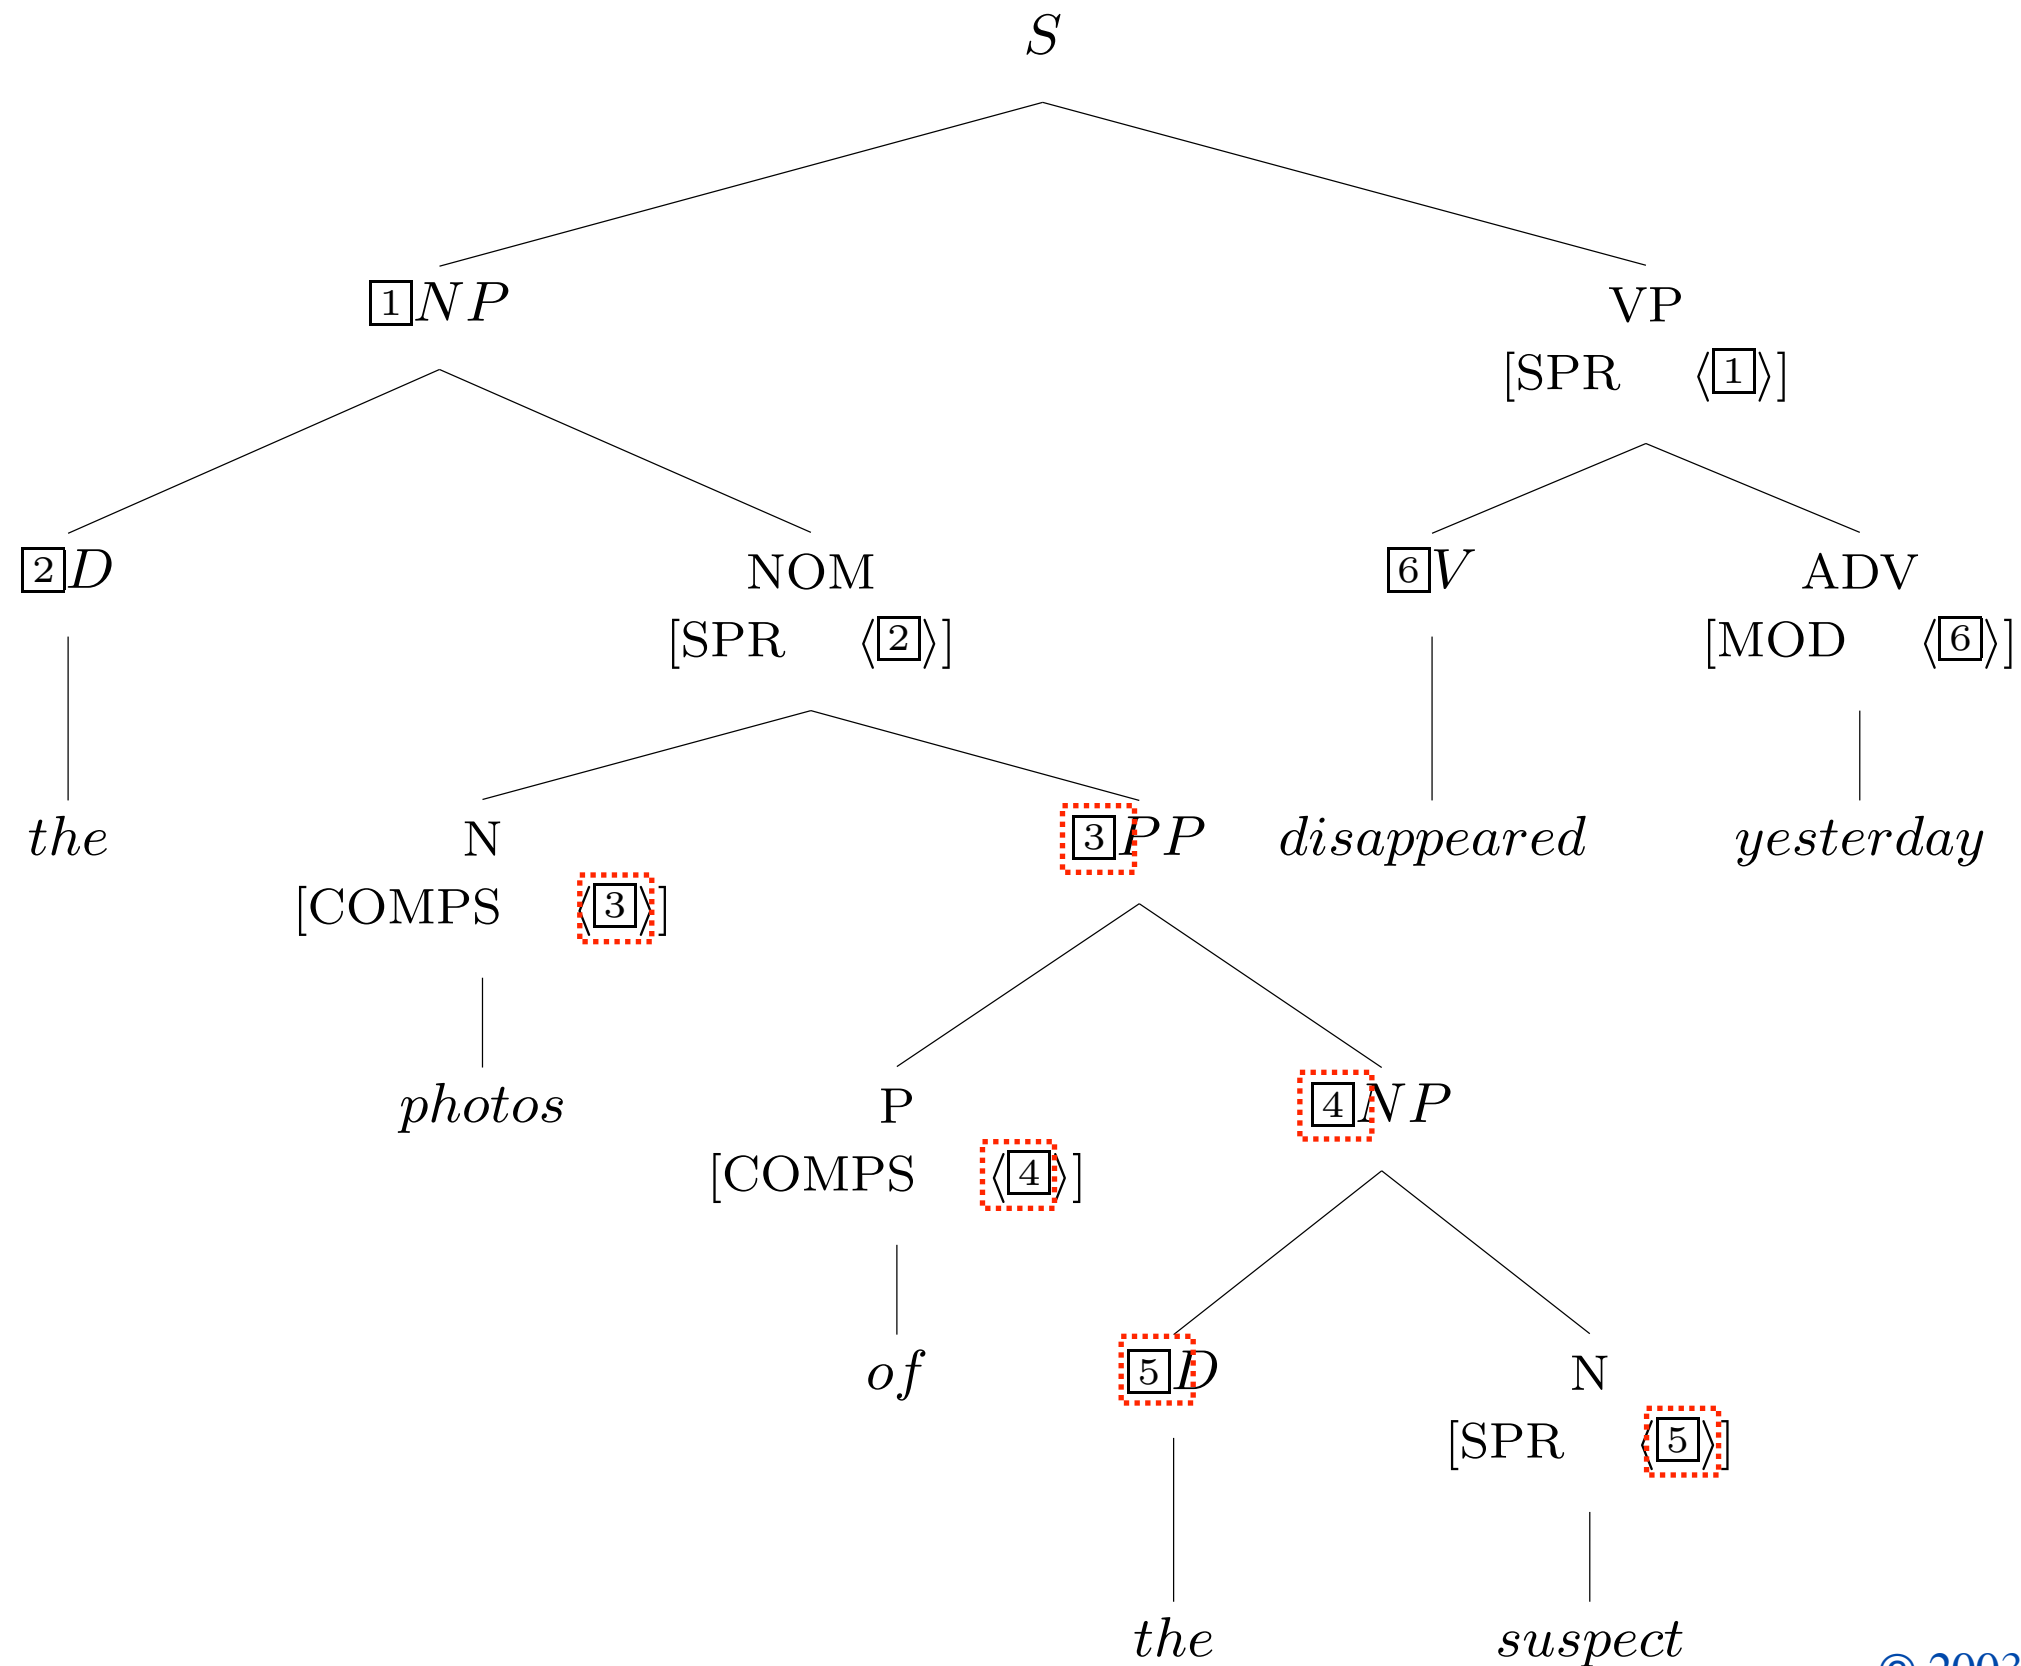 S
1 NP VP
[SPR ⟨1⟩]
2 D NOM 6 V ADV
[SPR ⟨2⟩] [MOD ⟨6⟩]
the N 3 PP disappeared yesterday
[COMPS ⟨3⟩]
photos P 4 NP
[COMPS ⟨4⟩]
of 5 D N
[SPR ⟨5⟩]
the suspect
© 2003